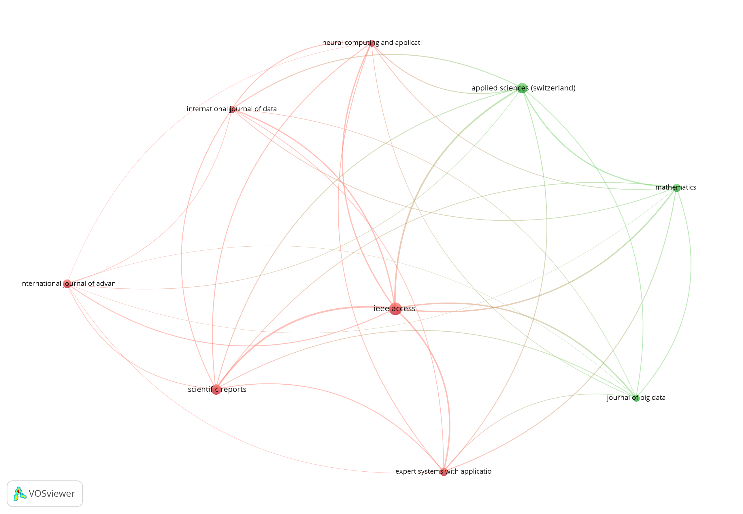 neural computing and applicat
applied sciences (switzerland)
international journal of data
mathematics
international journal of advan
ieee access
scientific reports
journal of big data
expert systems with applicatio
VOSviewer